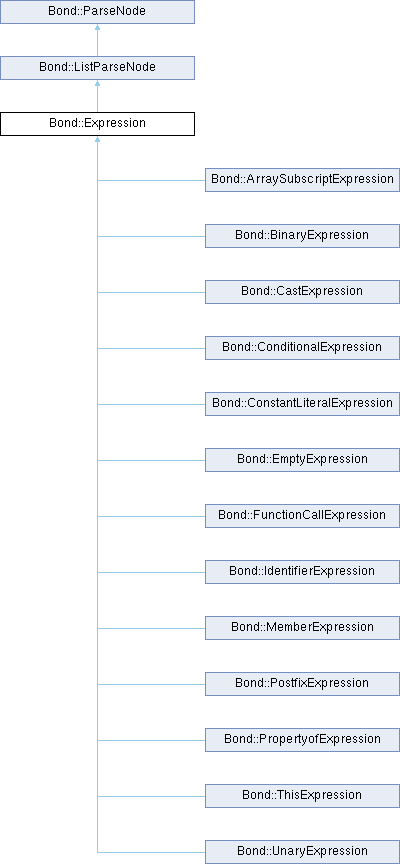 Bond::ParseNode
Bond::ListParseNode
Bond::Expression
Bond::ArraySubscriptExpression
Bond::BinaryExpression
Bond::CastExpression
Bond::ConditionalExpression
Bond::ConstantLiteralExpression
Bond::EmptyExpression
Bond::FunctionCallExpression
Bond::IdentifierExpression
Bond::MemberExpression
Bond::PostfixExpression
Bond::PropertyofExpression
Bond::ThisExpression
Bond::UnaryExpression